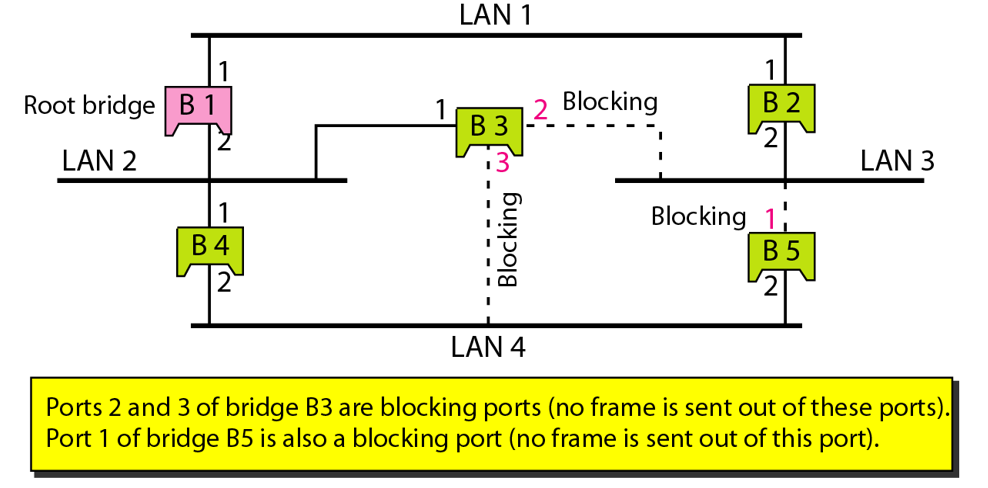 LAN 1
1
1
Root bridge
B 1
1
B 3
2
Blocking
B 2
2
2
LAN 2
3
LAN 3
1
Blocking
Blocking
1
B 4
B 5
2
2
LAN 4
Ports 2 and 3 of bridge B3 are blocking ports (no frame is sent out of these ports).
Port 1 of bridge B5 is also a blocking port (no frame is sent out of this port).